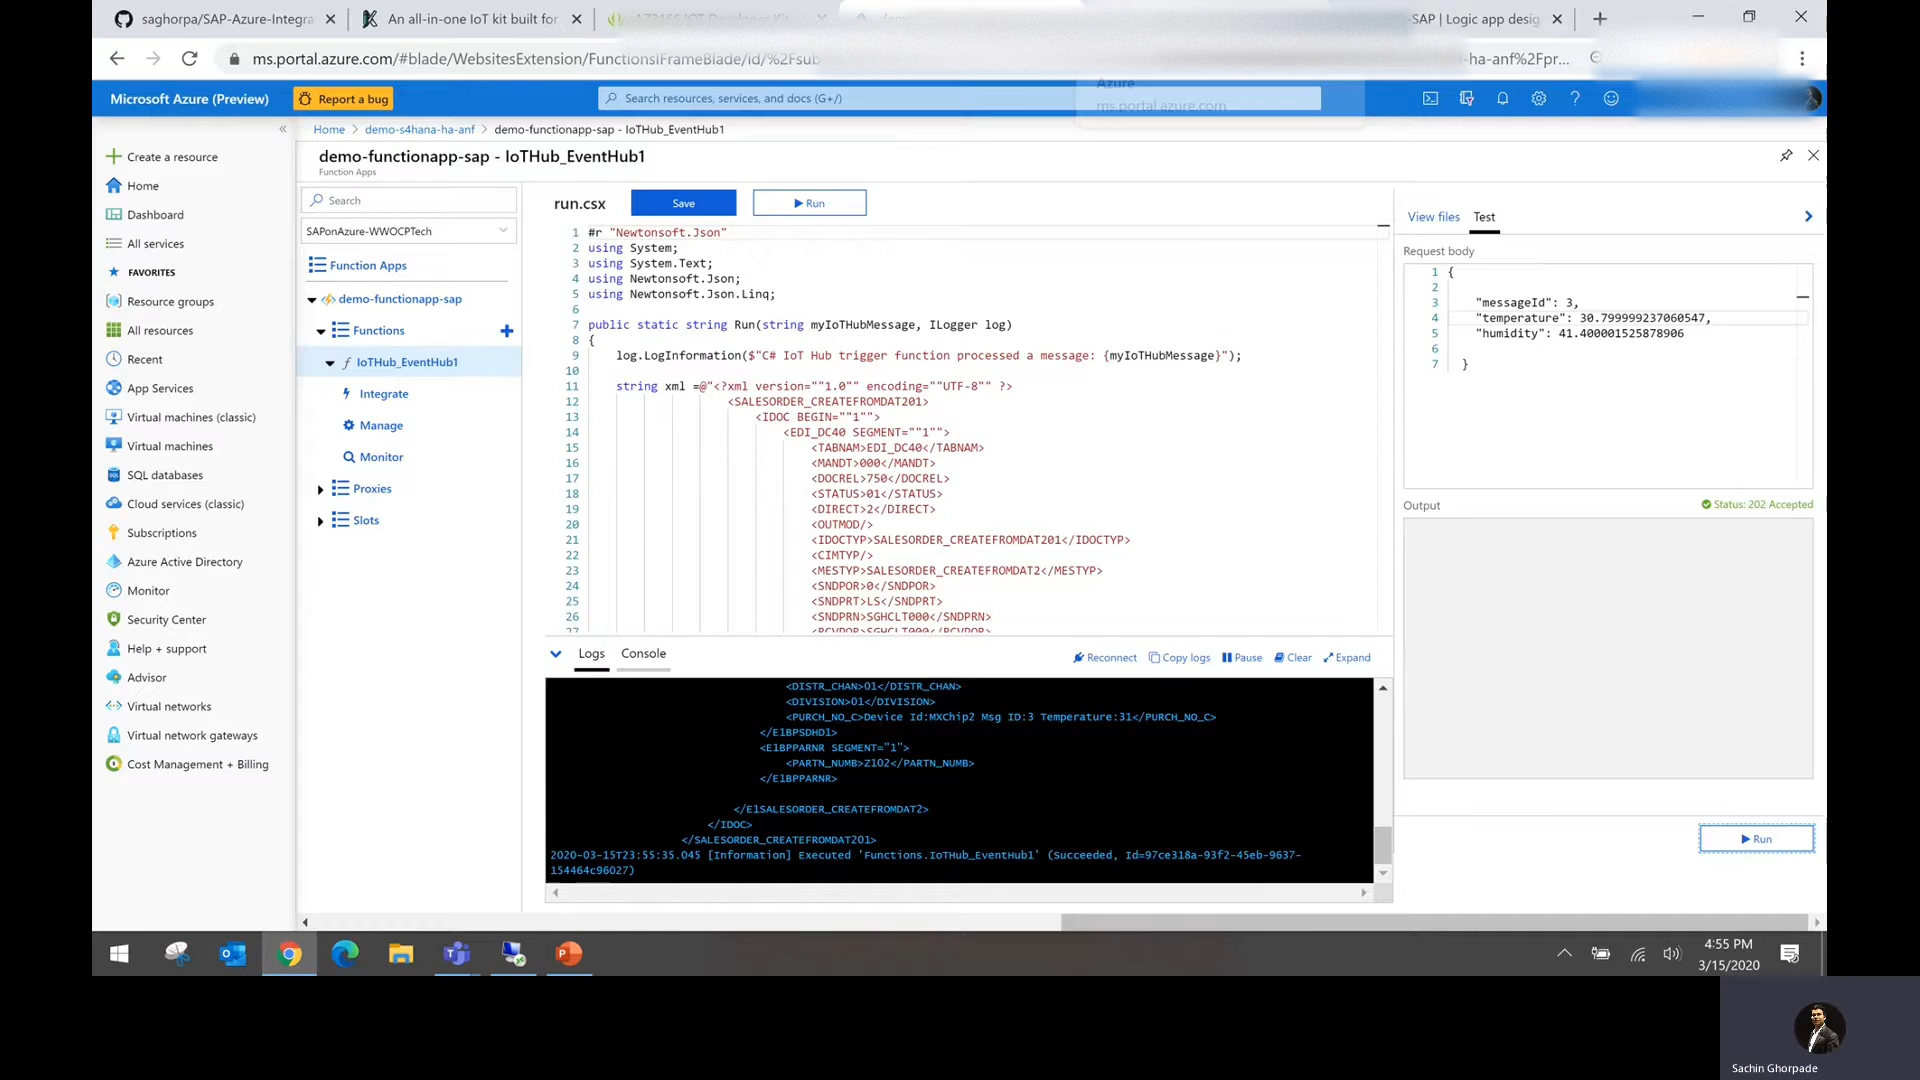 saghorpa/SAP-Azure-Integra
An all-in-one IoT kit built for
AZ3166 IOT Developer Kit
-SAP | Logic app desig
ms.portal.azure.com/#blade/WebsitesExtension/FunctionsIFrameBlade/id/%2Fsub
-ha-anf%2Fpr...
Microsoft Azure (Preview)
Report a bug
Search resources, services, and docs (G+/)
Azure
ms.portal.azure.com
Home > demo-s4hana-ha-anf > demo-functionapp-sap - IoTHub_EventHub1
demo-functionapp-sap - IoTHub_EventHub1
Function Apps
Create a resource
Home
Dashboard
All services
FAVORITES
Resource groups
All resources
Recent
App Services
Virtual machines (classic)
Virtual machines
SQL databases
Cloud services (classic)
Subscriptions
Azure Active Directory
Monitor
Security Center
Help + support
Advisor
Virtual networks
Virtual network gateways
Cost Management + Billing
Search
SAPonAzure-WWOCPTech
Function Apps
demo-functionapp-sap
Functions
f IoTHub_EventHub1
Integrate
Manage
Monitor
Proxies
Slots
run.csx
Save
Run
1 #r "Newtonsoft.Json"
2 using System;
3 using System.Text;
4 using Newtonsoft.Json;
5 using Newtonsoft.Json.Linq;
6
7 public static string Run(string myIoTHubMessage, ILogger log)
8 {
9 log.LogInformation($"C# IoT Hub trigger function processed a message: {myIoTHubMessage}");
10
11 string xml =@"<?xml version=""1.0"" encoding=""UTF-8"" ?>
12 <SALESORDER_CREATEFROMDAT201>
13 <IDOC BEGIN=""1"">
14 <EDI_DC40 SEGMENT=""1"">
15 <TABNAM>EDI_DC40</TABNAM>
16 <MANDT>000</MANDT>
17 <DOCREL>750</DOCREL>
18 <STATUS>01</STATUS>
19 <DIRECT>2</DIRECT>
20 <OUTMOD/>
21 <IDOCTYP>SALESORDER_CREATEFROMDAT201</IDOCTYP>
22 <CIMTYP/>
23 <MESTYP>SALESORDER_CREATEFROMDAT2</MESTYP>
24 <SNDPOR>0</SNDPOR>
25 <SNDPRT>LS</SNDPRT>
26 <SNDPRN>SGHCLT000</SNDPRN>
27 <RCVPOR>SGHCLT000</RCVPOR>
Logs
Console
Reconnect
Copy logs
Pause
Clear
Expand
<DISTR_CHAN>01</DISTR_CHAN>
<DIVISION>01</DIVISION>
<PURCH_NO_C>Device Id:MXChip2 Msg ID:3 Temperature:31</PURCH_NO_C>
</E1BPSDHD1>
<E1BPPARNR SEGMENT="1">
<PARTN_NUMB>Z102</PARTN_NUMB>
</E1BPPARNR>
</E1SALESORDER_CREATEFROMDAT2>
</IDOC>
</SALESORDER_CREATEFROMDAT201>
2020-03-15T23:55:35.045 [Information] Executed 'Functions.IoTHub_EventHub1' (Succeeded, Id=97ce318a-93f2-45eb-9637-
154464c96027)
View files
Test
Request body
1 {
2
3 "messageId": 3,
4 "temperature": 30.799999237060547,
5 "humidity": 41.400001525878906
6
7 }
Output
Status: 202 Accepted
Run
4:55 PM
3/15/2020
Sachin Ghorpade